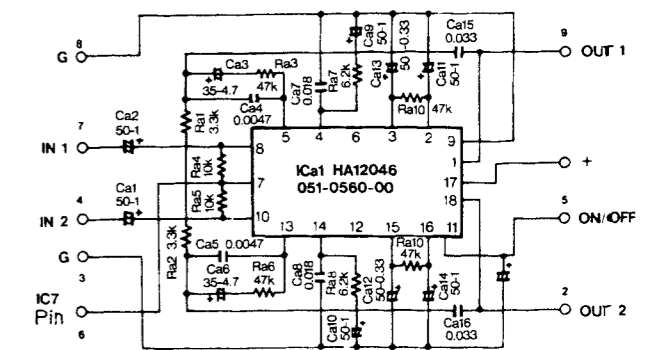 8
G
Ca3
Ra3
35-4.7
47k
Ca4
0.0047
Ra1
3.3k
Ca7
0.018
Ca9
50-1
Ra7
6.2k
Ca13
50-0.33
Ra10
47k
Ca11
50-1
Ca15
0.033
9
OUT 1
Ca2
50-1
7
IN 1
5
4
6
3
2
8
9
Ra4
10k
ICa1 HA12046
051-0560-00
1
+
7
17
Ca1
50-1
Ra5
10k
18
4
IN 2
10
5
ON/OFF
13
14
12
15
16
11
Ra2
3.3k
Ca5
0.0047
G
3
Ca6
35-4.7
Ra6
47k
Ca8
0.018
Ra8
6.2k
Ca10
50-1
Ca12
50-0.33
Ra10
47k
Ca14
50-1
Ca16
0.033
2
OUT 2
IC7
Pin
6